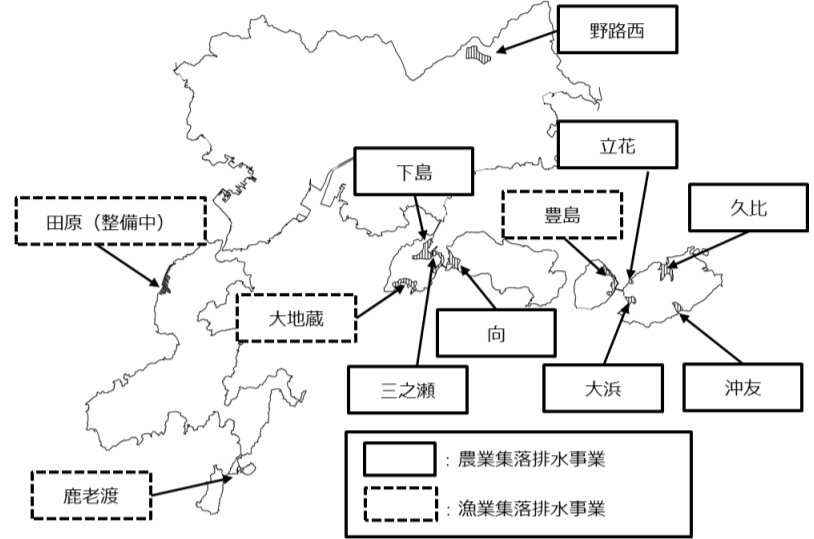 野路西
立花
下島
久比
豊島
田原（整備中）
大地蔵
向
三之瀬
大浜
沖友
：農業集落排水事業
鹿老渡
：漁業集落排水事業